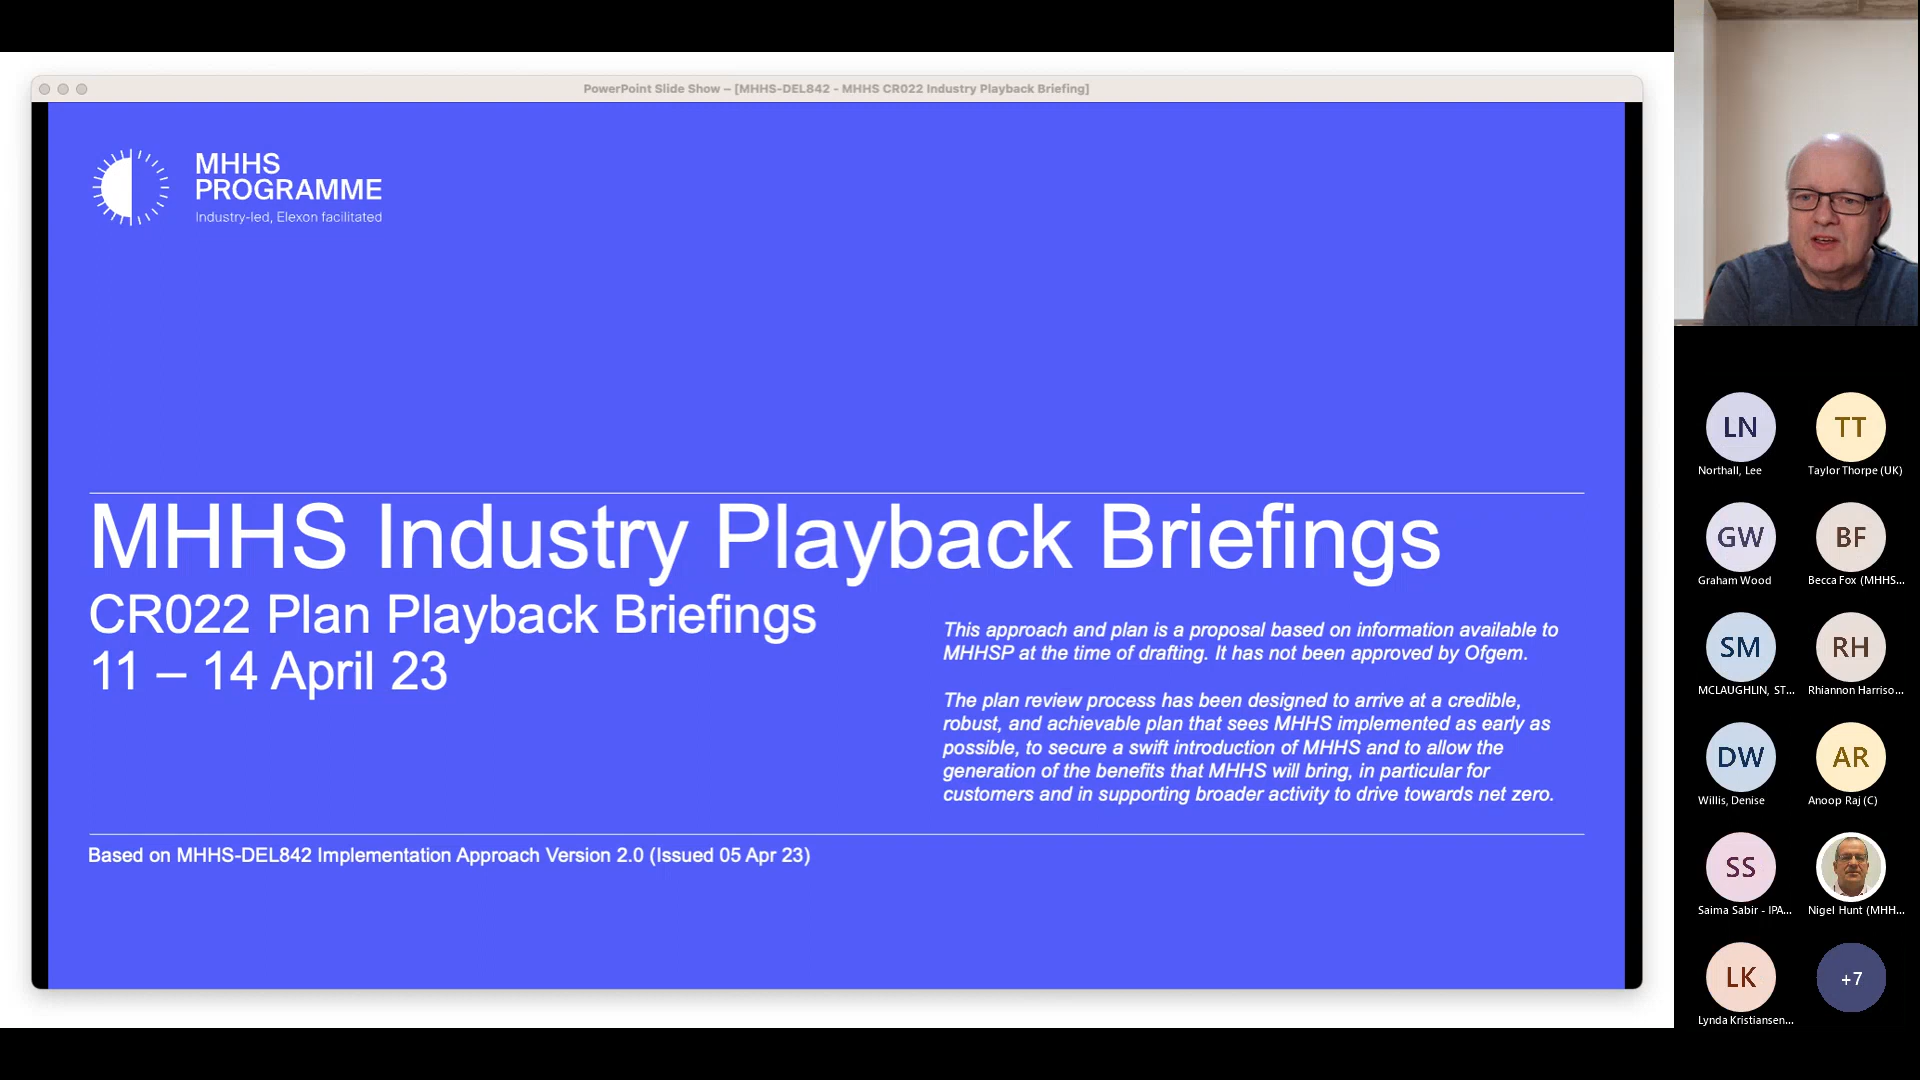 PowerPoint Slide Show – [MHHS-DEL842 - MHHS CR022 Industry Playback Briefing]
MHHS
PROGRAMME
Industry-led, Elexon facilitated
MHHS Industry Playback Briefings
CR022 Plan Playback Briefings
11 – 14 April 23
This approach and plan is a proposal based on information available to
MHHSP at the time of drafting. It has not been approved by Ofgem.
The plan review process has been designed to arrive at a credible,
robust, and achievable plan that sees MHHS implemented as early as
possible, to secure a swift introduction of MHHS and to allow the
generation of the benefits that MHHS will bring, in particular for
customers and in supporting broader activity to drive towards net zero.
Based on MHHS-DEL842 Implementation Approach Version 2.0 (Issued 05 Apr 23)
LN
Northall, Lee
TT
Taylor Thorpe (UK)
GW
Graham Wood
BF
Becca Fox (MHHS...
SM
MCLAUGHLIN, ST...
RH
Rhiannon Harriso...
DW
Willis, Denise
AR
Anoop Raj (C)
SS
Saima Sabir - IPA...
Nigel Hunt (MHH...
LK
Lynda Kristiansen...
+7